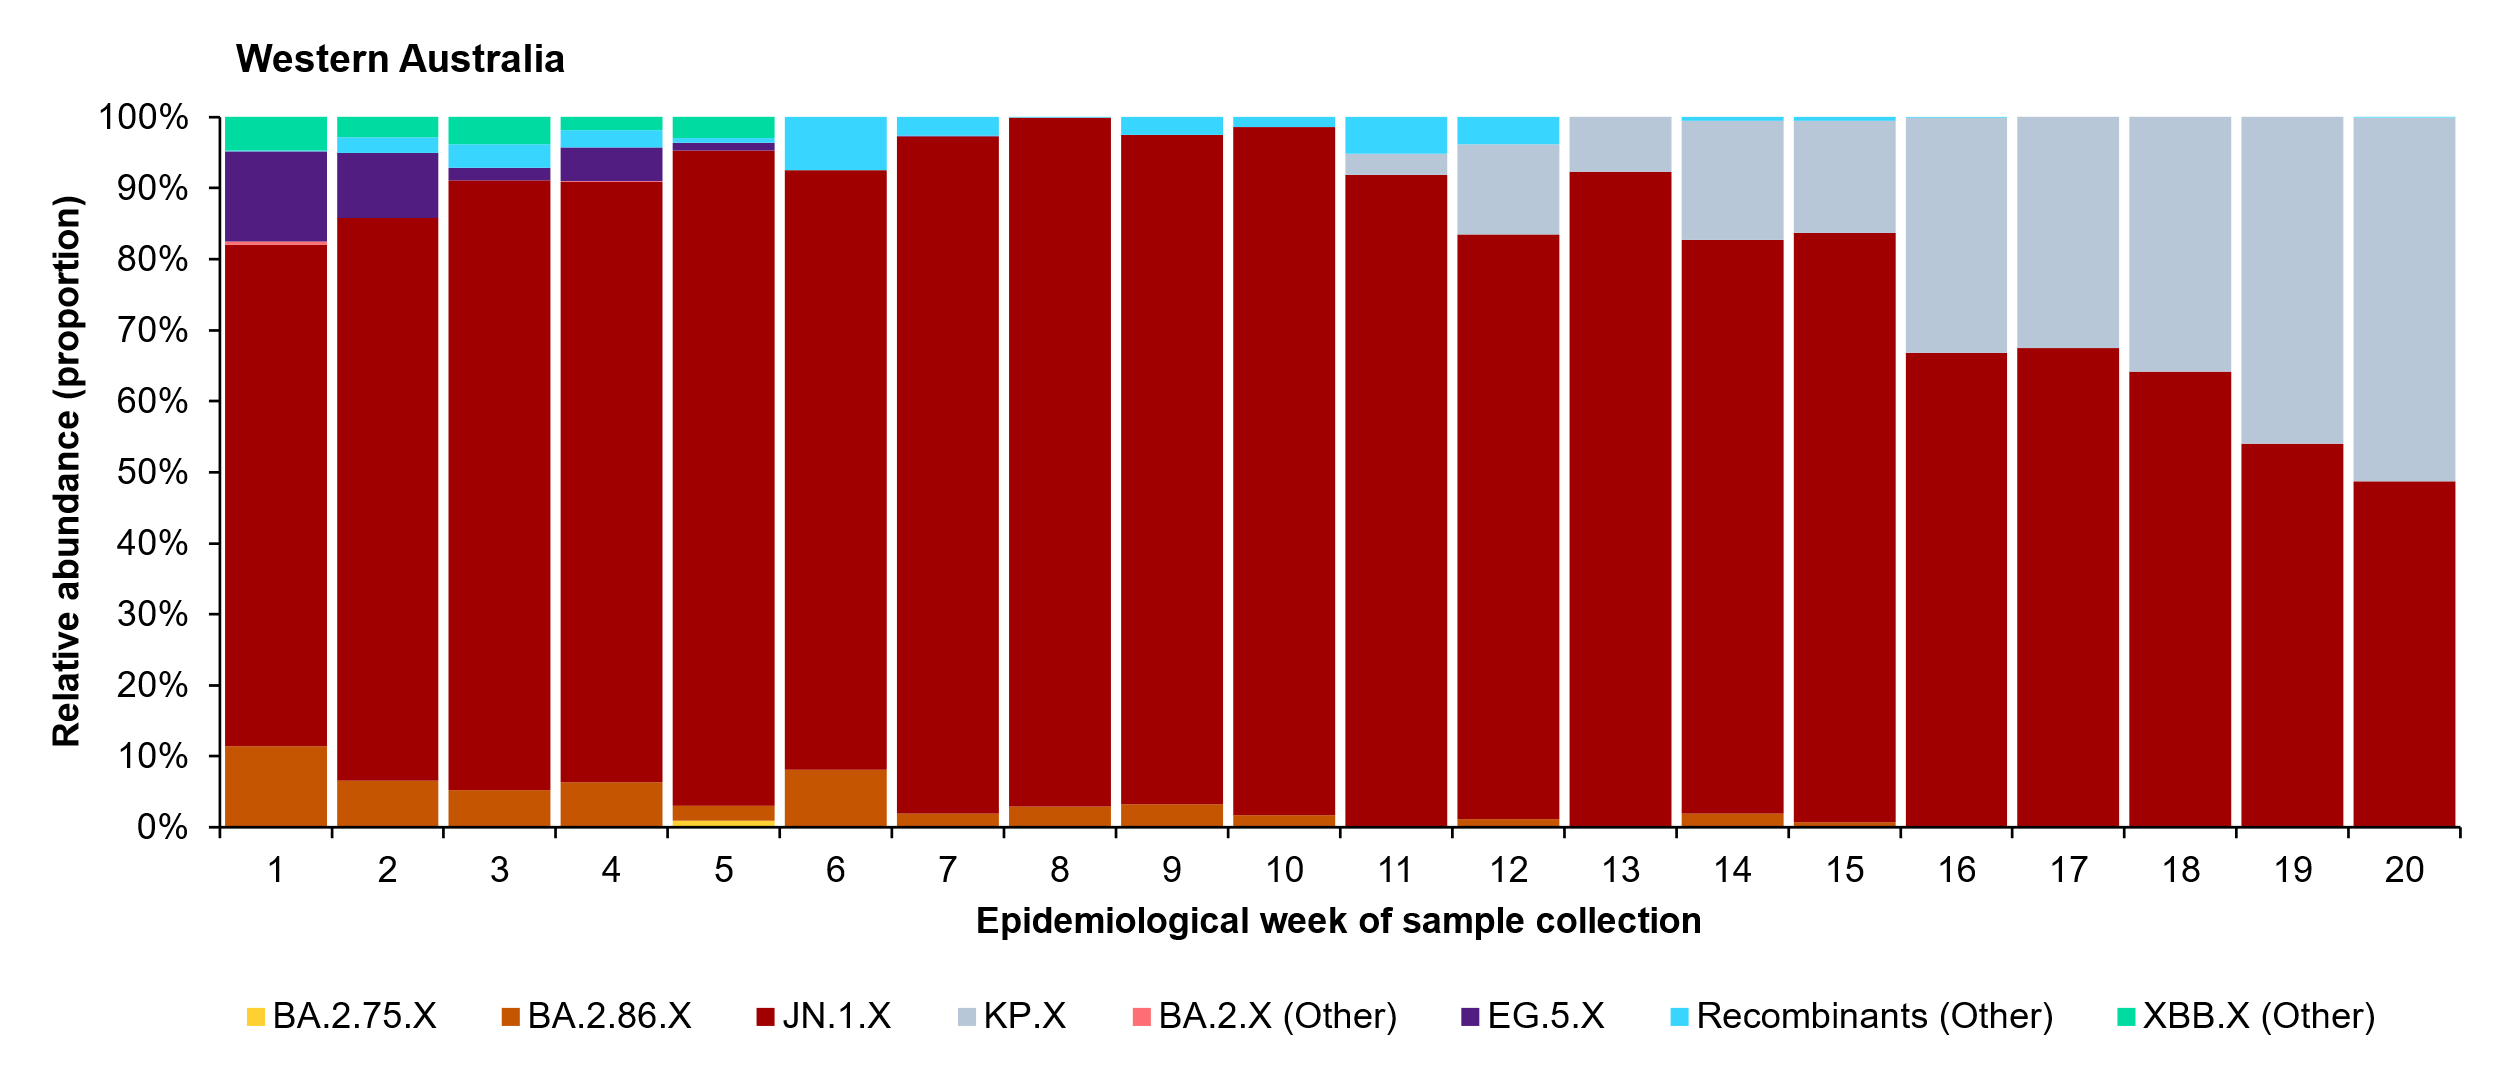 Western Australia
Relative abundance (proportion)
100%
90%
80%
70%
60%
50%
40%
30%
20%
10%
0%
1 2 3 4 5 6 7 8 9 10 11 12 13 14 15 16 17 18 19 20
Epidemiological week of sample collection
BA.2.75.X BA.2.86.X JN.1.X KP.X BA.2.X (Other) EG.5.X Recombinants (Other) XBB.X (Other)